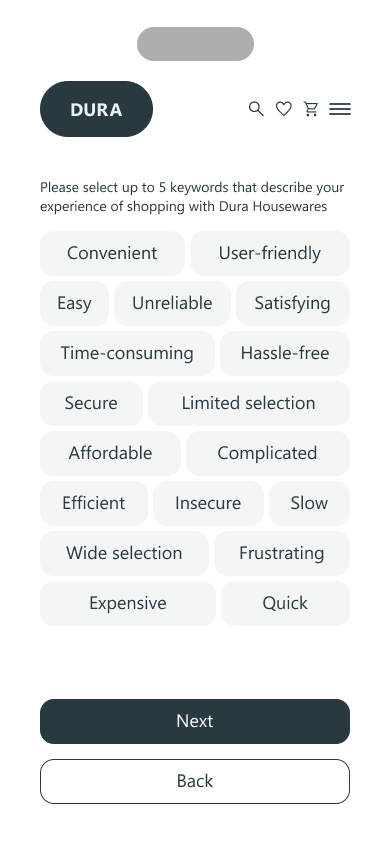 DURA
Please select up to 5 keywords that describe your
experience of shopping with Dura Housewares
Convenient User-friendly
Easy Unreliable Satisfying
Time-consuming Hassle-free
Secure Limited selection
Affordable Complicated
Efficient Insecure Slow
Wide selection Frustrating
Expensive Quick
Next
Back